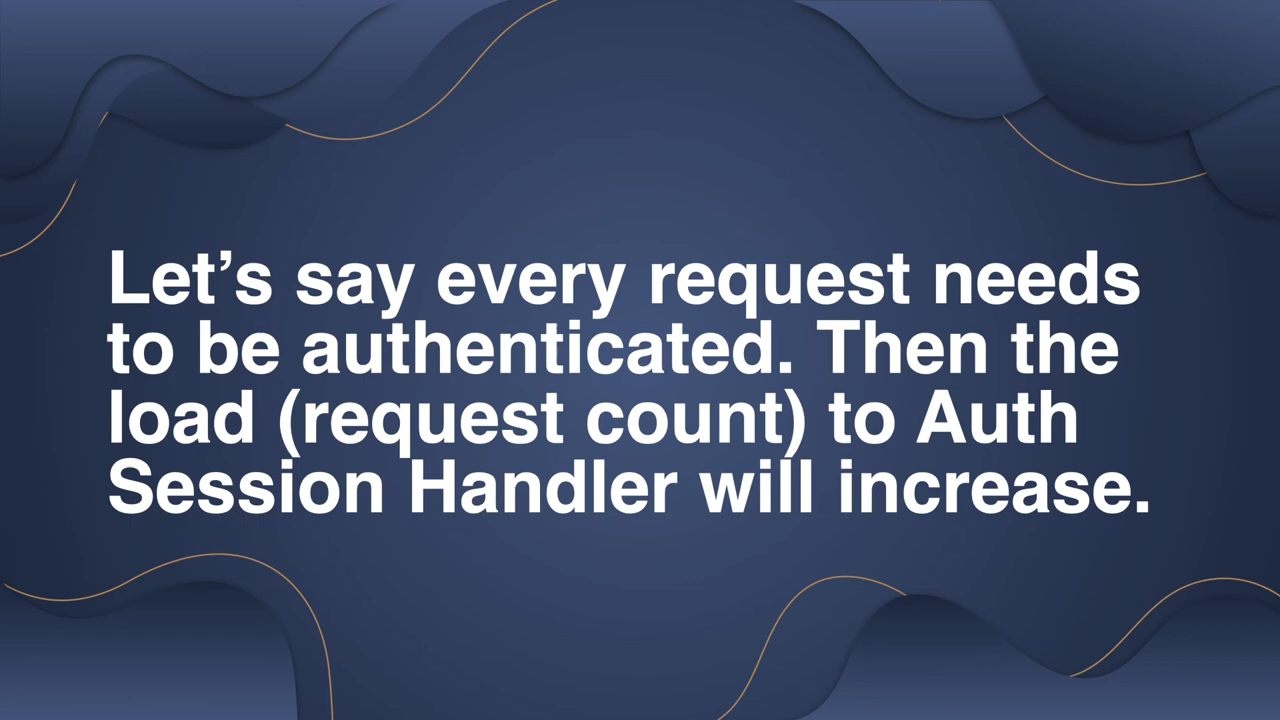 Let’s say every request needs
to be authenticated. Then the
load (request count) to Auth
Session Handler will increase.